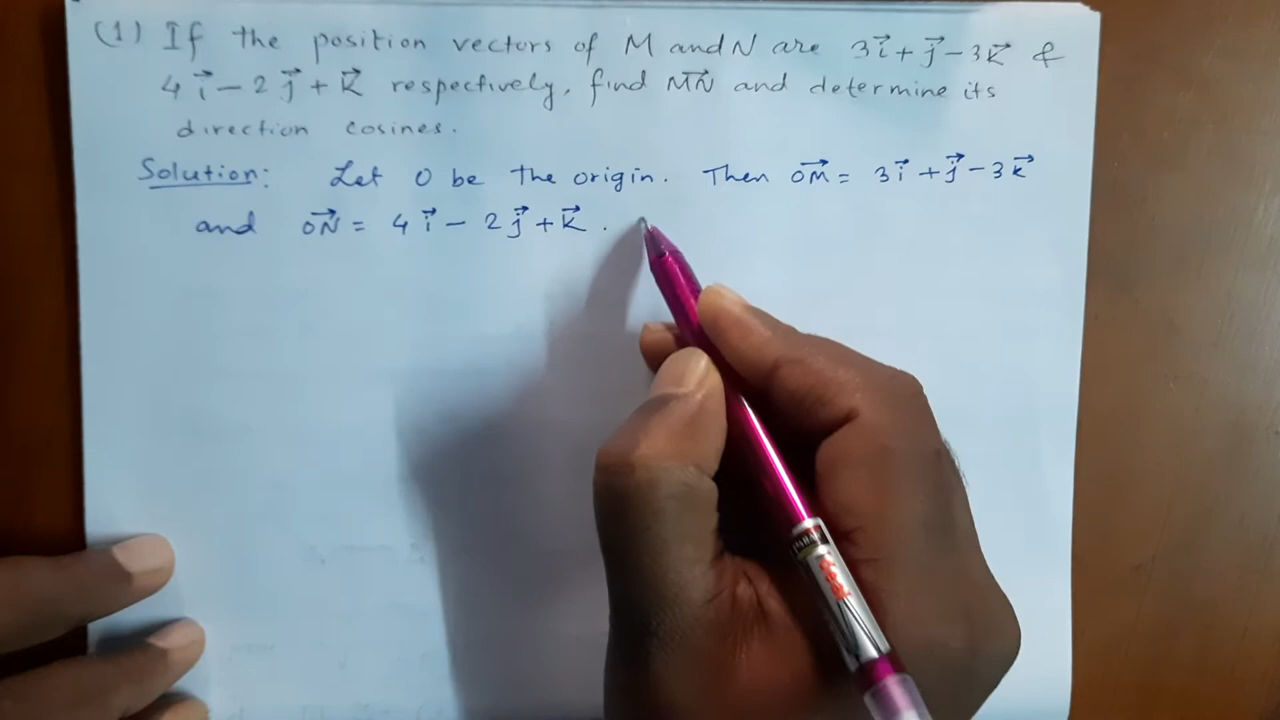 (1) If the position vectors of M and N are 3i⃗ + j⃗ − 3k⃗ &
4i⃗ − 2j⃗ + k⃗ respectively, find MN⃗ and determine its
direction cosines.
Solution: Let O be the origin. Then OM⃗ = 3i⃗ + j⃗ − 3k⃗
and ON⃗ = 4i⃗ − 2j⃗ + k⃗.